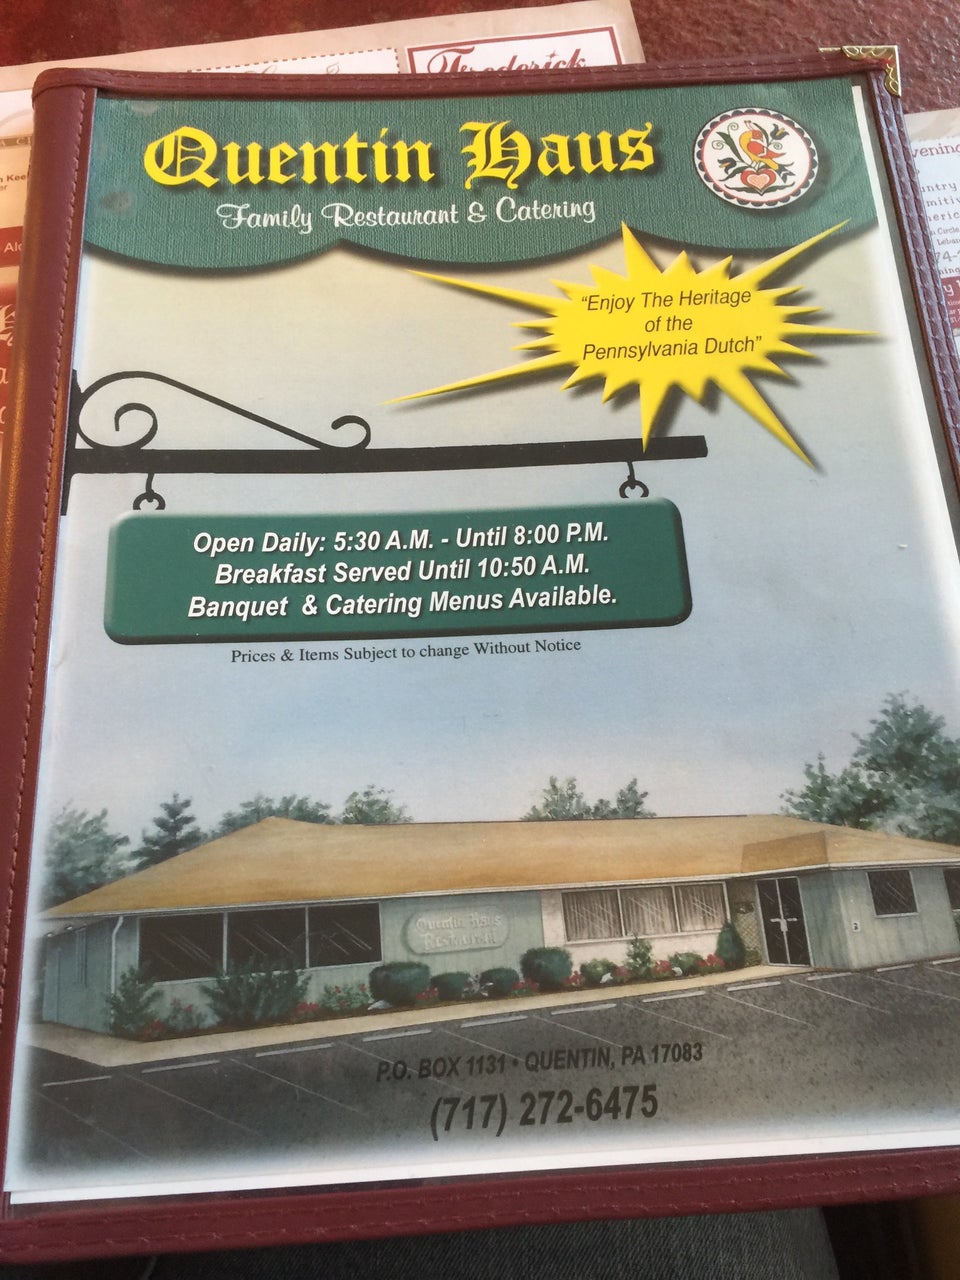 Frederick
Quentin Haus
Family Restaurant & Catering
"Enjoy The Heritage
of the
Pennsylvania Dutch"
Open Daily: 5:30 A.M. - Until 8:00 P.M.
Breakfast Served Until 10:50 A.M.
Banquet & Catering Menus Available.
Prices & Items Subject to change Without Notice
Quentin Haus
Restaurant
P.O. BOX 1131 • QUENTIN, PA 17083
(717) 272-6475